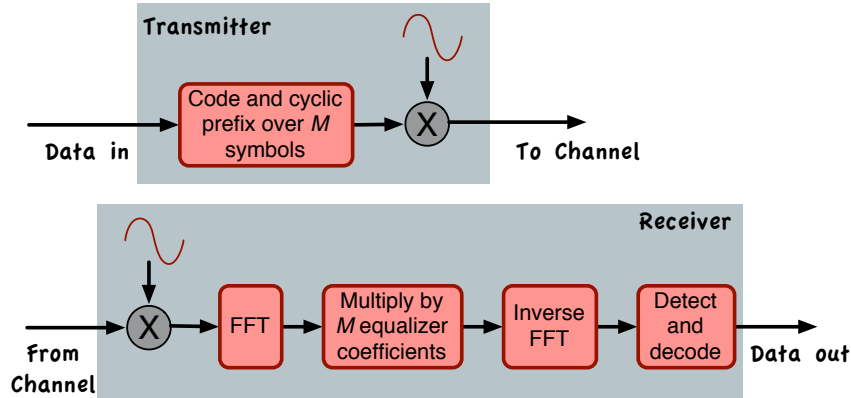 Transmitter
Code and cyclic
prefix over M
symbols
X
Data in
To Channel
Receiver
X
FFT
Multiply by
M equalizer
coefficients
Inverse
FFT
Detect
and
decode
From
Channel
Data out